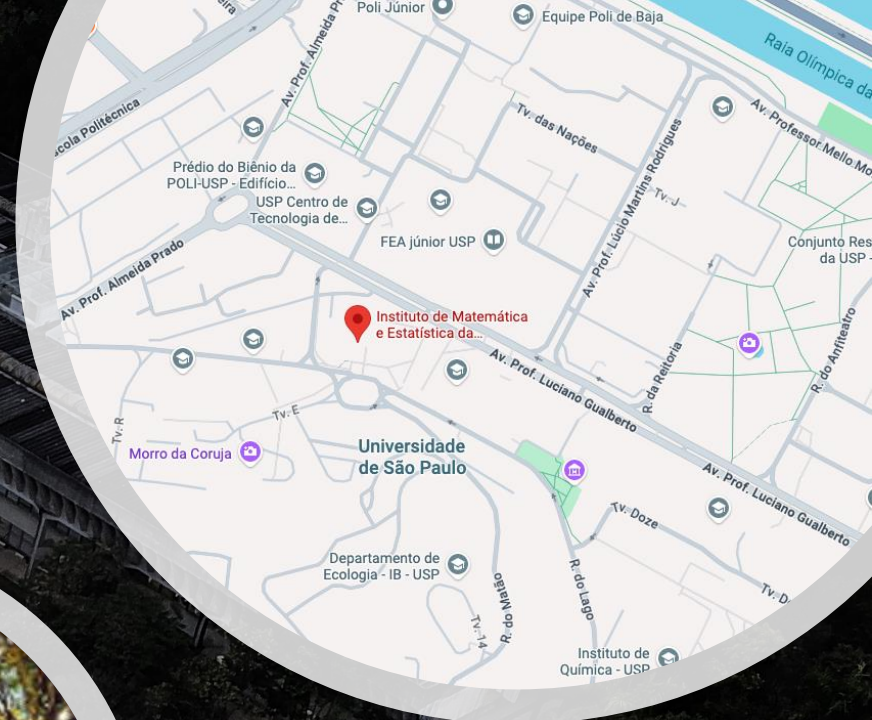 Poli Júnior
Equipe Poli de Baja
Av. Prof. Almeida Pr
Raia Olímpica da
cola Politécnica
Tv. das Nações
Av. Professor Mello Mo
Prédio do Biênio da
POLI-USP - Edifício...
USP Centro de
Tecnologia de...
Av. Prof. Lúcio Martins Rodrigues
Tv. J
FEA júnior USP
Conjunto Res
da USP -
Av. Prof. Almeida Prado
Instituto de Matemática
e Estatística da...
Av. Prof. Luciano Gualberto
R. da Reitoria
R. do Anfiteatro
Tv. E
Tv. R
Morro da Coruja
Universidade
de São Paulo
Av. Prof. Luciano Gualberto
Tv. Doze
Departamento de
Ecologia - IB - USP
R. do Matão
R. do Lago
Tv. D
Tv. 14
Instituto de
Química - USP